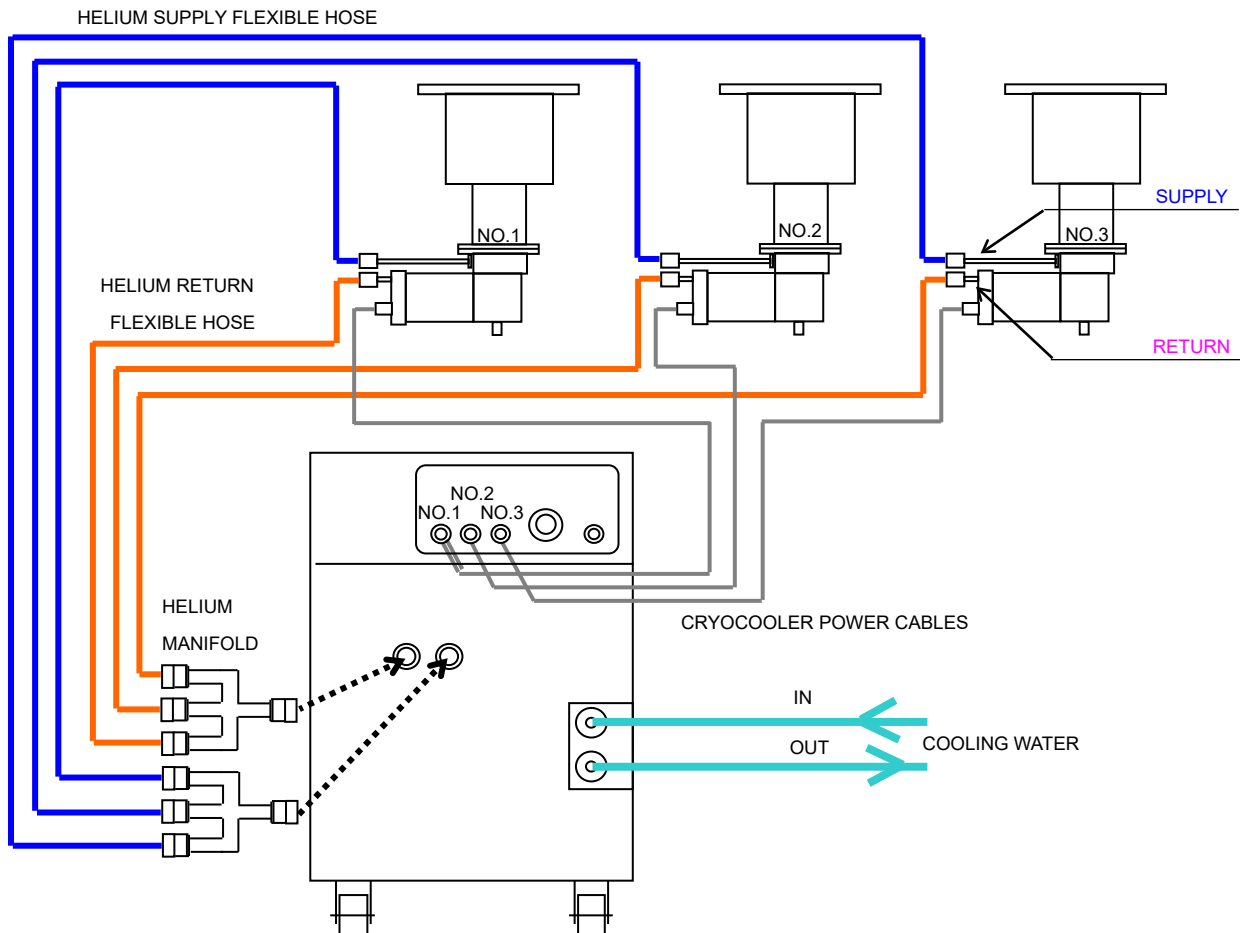 HELIUM SUPPLY FLEXIBLE HOSE
SUPPLY
NO.1
NO.2
NO.3
HELIUM RETURN
FLEXIBLE HOSE
RETURN
NO.2
NO.1
NO.3
HELIUM
MANIFOLD
CRYOCOOLER POWER CABLES
IN
OUT
COOLING WATER